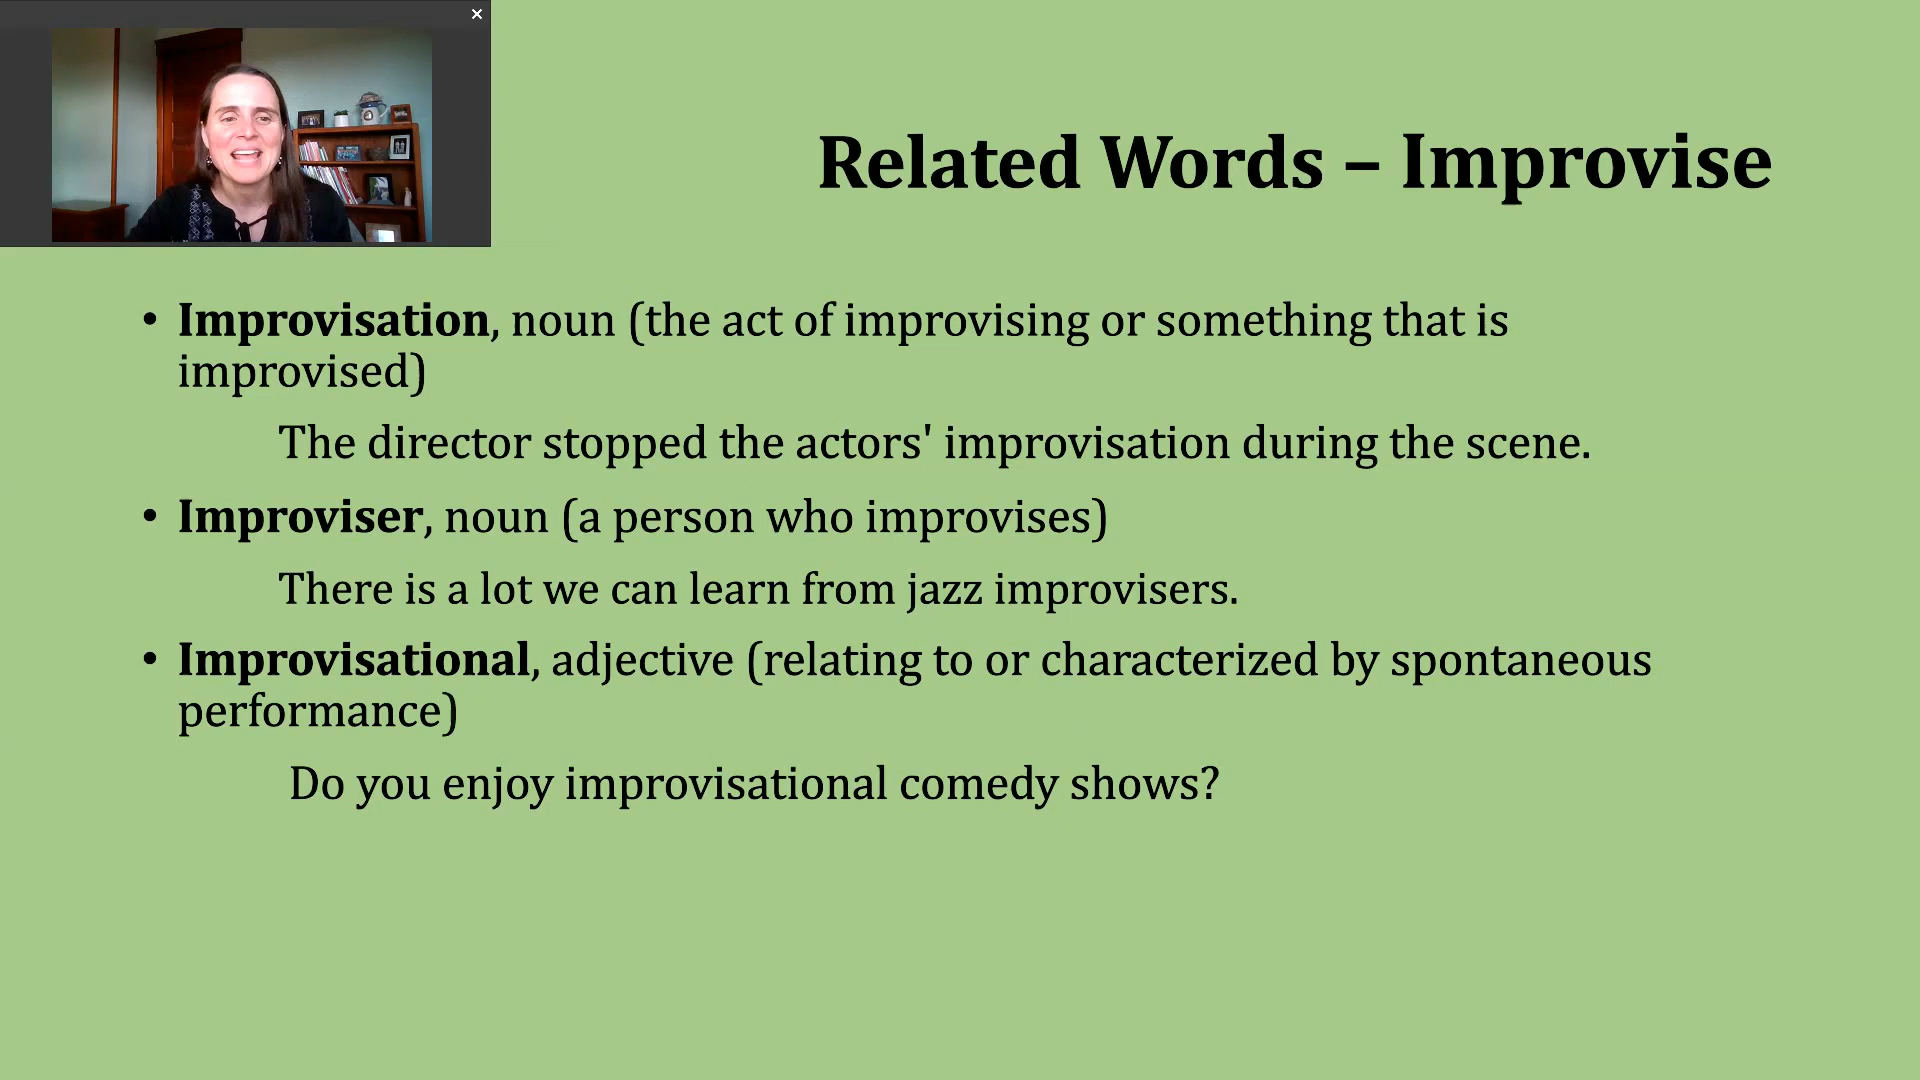 Related Words – Improvise
• Improvisation, noun (the act of improvising or something that is
improvised)
The director stopped the actors' improvisation during the scene.
• Improviser, noun (a person who improvises)
There is a lot we can learn from jazz improvisers.
• Improvisational, adjective (relating to or characterized by spontaneous
performance)
Do you enjoy improvisational comedy shows?